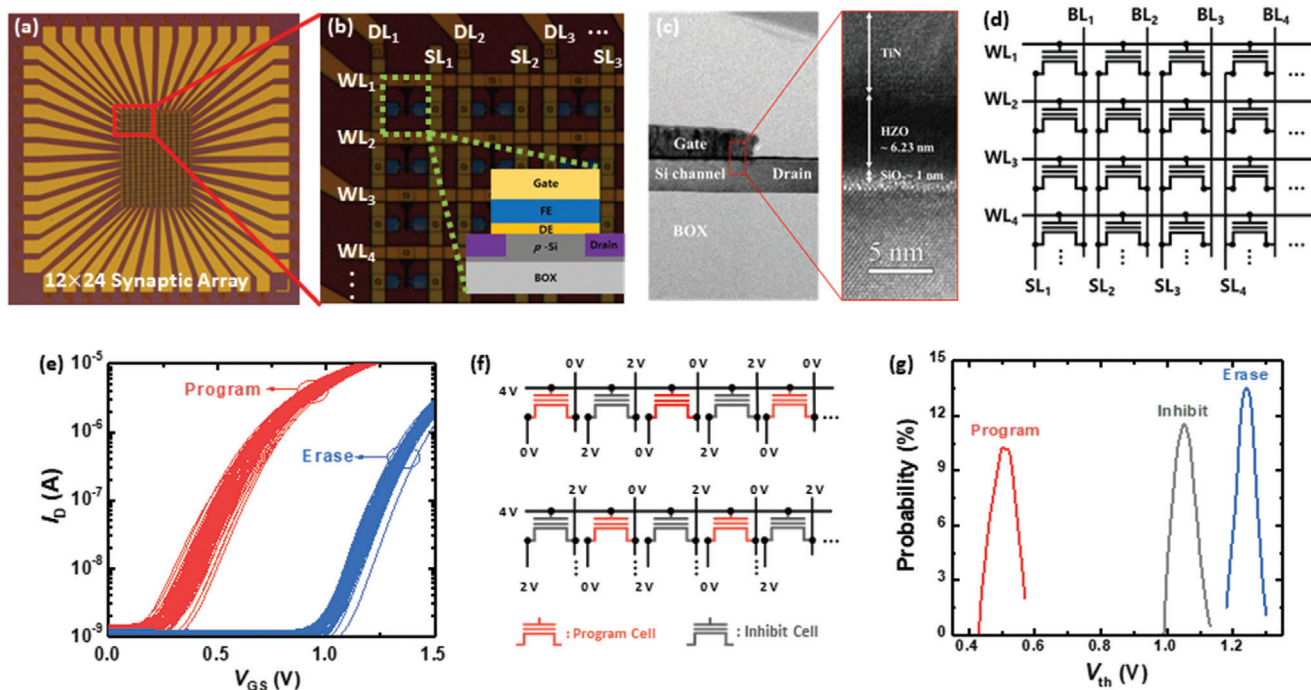 (a)
12×24 Synaptic Array
(b)
DL1 DL2 DL3 ...
SL1 SL2 SL3
WL1
WL2
WL3
WL4
Gate
FE
DE
p-Si
Drain
BOX
(c)
Gate
Si channel
Drain
BOX
TiN
HZO
~ 6.23 nm
SiO2 ~ 1 nm
5 nm
(d)
BL1 BL2 BL3 BL4
WL1
WL2
WL3
WL4
SL1 SL2 SL3 SL4
(e)
10-5
10-6
10-7
10-8
10-9
ID (A)
Program
Erase
0.0 0.5 1.0 1.5
VGS (V)
(f)
0 V 2 V 0 V 2 V 0 V
4 V
0 V 2 V 0 V 2 V 0 V
2 V 0 V 2 V 0 V 2 V
4 V
2 V 0 V 2 V 0 V 2 V
: Program Cell : Inhibit Cell
(g)
15
12
9
6
3
0
Probability (%)
Program
Inhibit
Erase
0.4 0.6 0.8 1.0 1.2
Vth (V)